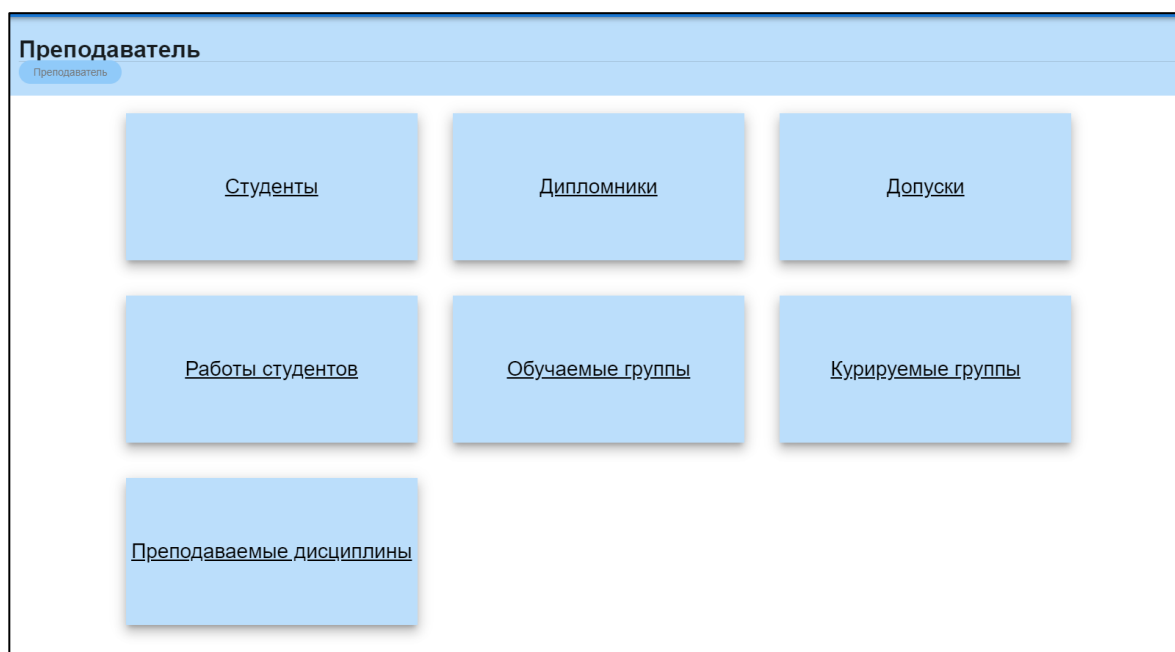 Преподаватель
Преподаватель
Студенты
Дипломники
Допуски
Работы студентов
Обучаемые группы
Курируемые группы
Преподаваемые дисциплины